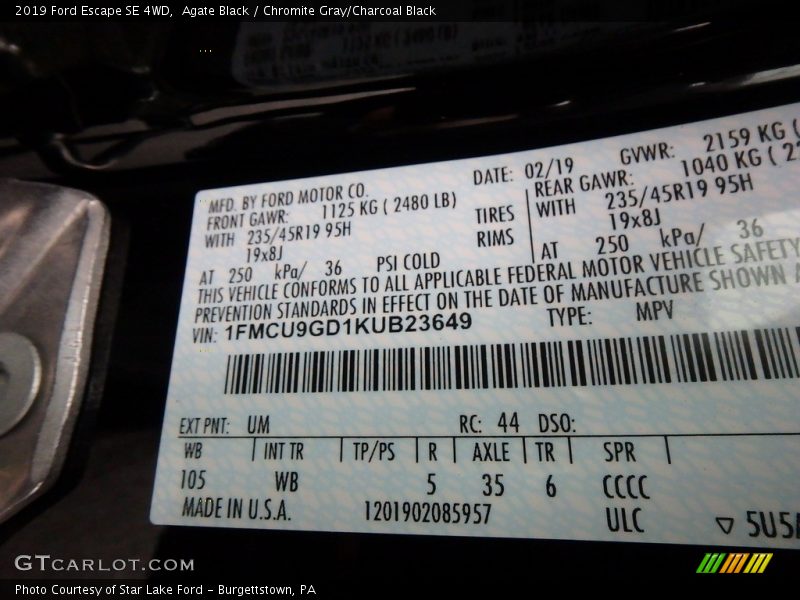 2019 Ford Escape SE 4WD,  Agate Black / Chromite Gray/Charcoal Black
MFD. BY FORD MOTOR CO. DATE: 02/19 GVWR: 2159 KG (
FRONT GAWR: 1125 KG ( 2480 LB) REAR GAWR: 1040 KG (
WITH 235/45R19 95H TIRES WITH 235/45R19 95H
19x8J RIMS 19x8J
AT 250 kPa/ 36 PSI COLD AT 250 kPa/ 36
THIS VEHICLE CONFORMS TO ALL APPLICABLE FEDERAL MOTOR VEHICLE SAFETY
PREVENTION STANDARDS IN EFFECT ON THE DATE OF MANUFACTURE SHOWN
VIN: 1FMCU9GD1KUB23649 TYPE: MPV
EXT PNT: UM RC: 44 DSO:
WB INT TR TP/PS R AXLE TR SPR
105 WB 5 35 6 CCCC
MADE IN U.S.A. 1201902085957 ULC ▽ 5U5
GTCARLOT.COM
Photo Courtesy of Star Lake Ford - Burgettstown, PA